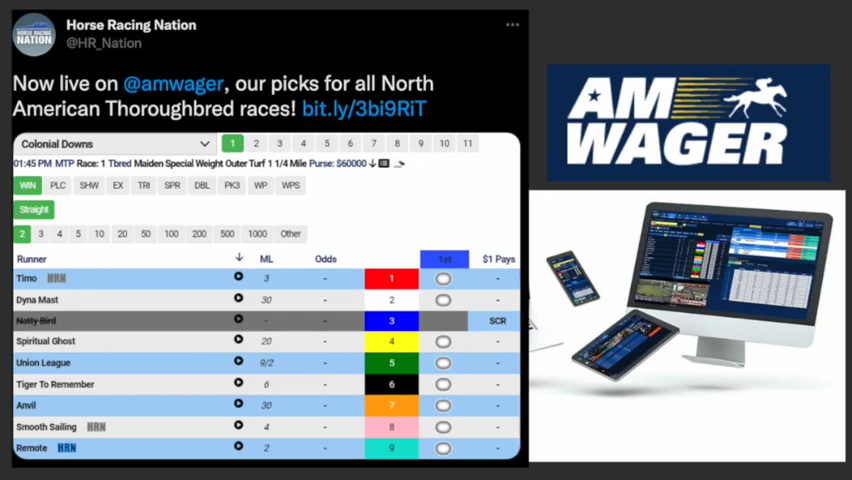 HORSE RACING
NATION
Horse Racing Nation
@HR_Nation
Now live on @amwager, our picks for all North
American Thoroughbred races! bit.ly/3bi9RiT
Colonial Downs 1 2 3 4 5 6 7 8 9 10 11
01:45 PM MTP Race: 1 Tbred Maiden Special Weight Outer Turf 1 1/4 Mile Purse: $60000
WIN PLC SHW EX TRI SPR DBL PK3 WP WPS
Straight
2 3 4 5 10 20 50 100 200 500 1000 Other
Runner ML Odds 1st $1 Pays
Timo HRN 3 - 1 -
Dyna Mast 30 - 2 -
Natty Bird - - 3 SCR
Spiritual Ghost 20 - 4 -
Union League 9/2 - 5 -
Tiger To Remember 6 - 6 -
Anvil 30 - 7 -
Smooth Sailing HRN 4 - 8 -
Remote HRN 2 - 9 -
AM
WAGER